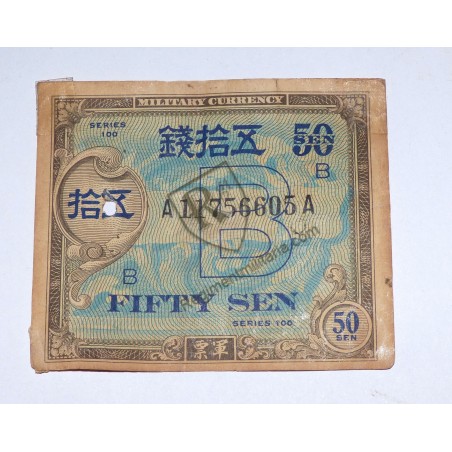 MILITARY CURRENCY
SERIES
100
錢拾五
50
SEN
B
拾五
A11756605A
B
B
FIFTY SEN
SERIES 100
50
SEN
票軍